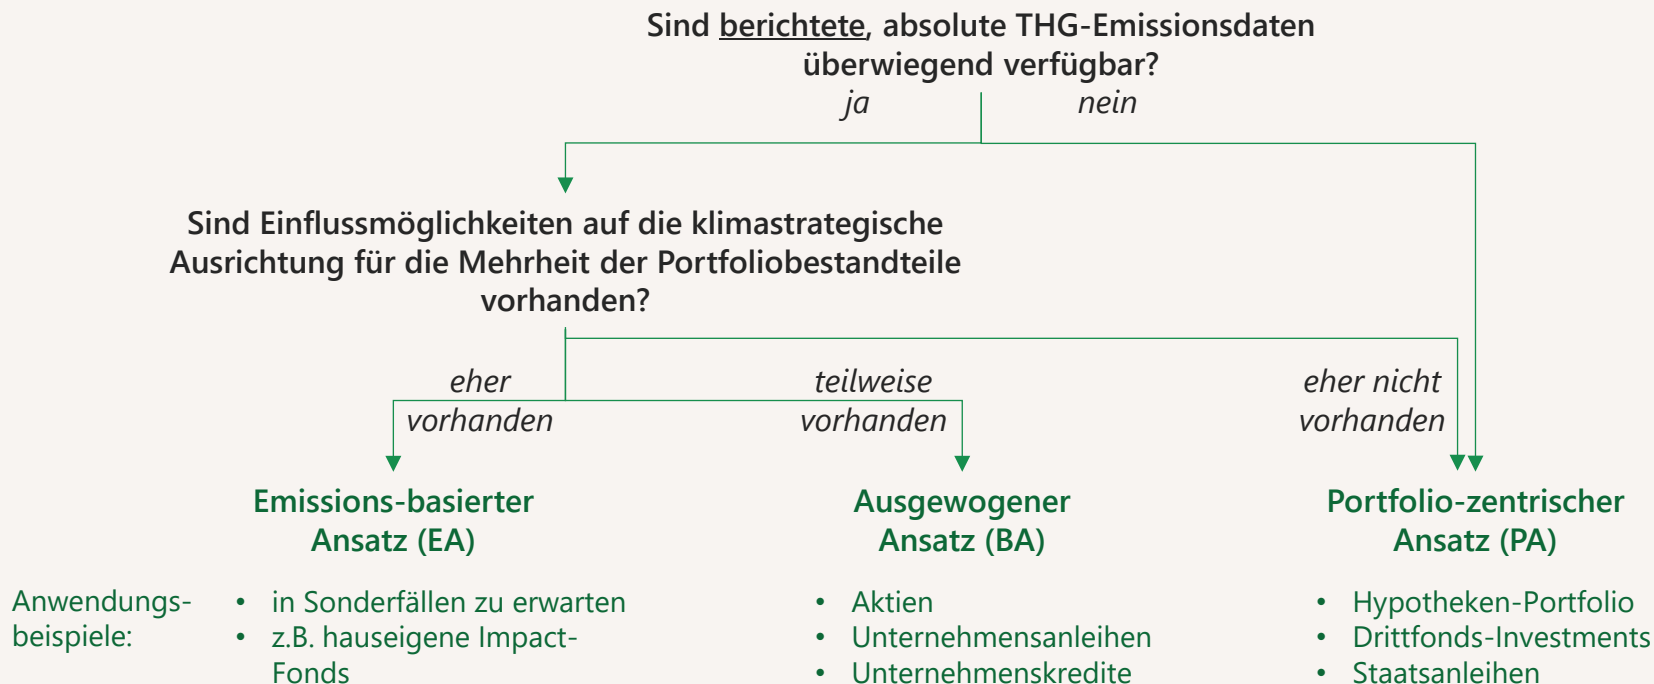 Sind berichtete, absolute THG-Emissionsdaten
überwiegend verfügbar?
ja
nein
Sind Einflussmöglichkeiten auf die klimastrategische
Ausrichtung für die Mehrheit der Portfoliobestandteile
vorhanden?
eher
vorhanden
teilweise
vorhanden
eher nicht
vorhanden
Emissions-basierter
Ansatz (EA)
Ausgewogener
Ansatz (BA)
Portfolio-zentrischer
Ansatz (PA)
Anwendungs-
beispiele:
• in Sonderfällen zu erwarten
• z.B. hauseigene Impact-
Fonds
• Aktien
• Unternehmensanleihen
• Unternehmenskredite
• Hypotheken-Portfolio
• Drittfonds-Investments
• Staatsanleihen